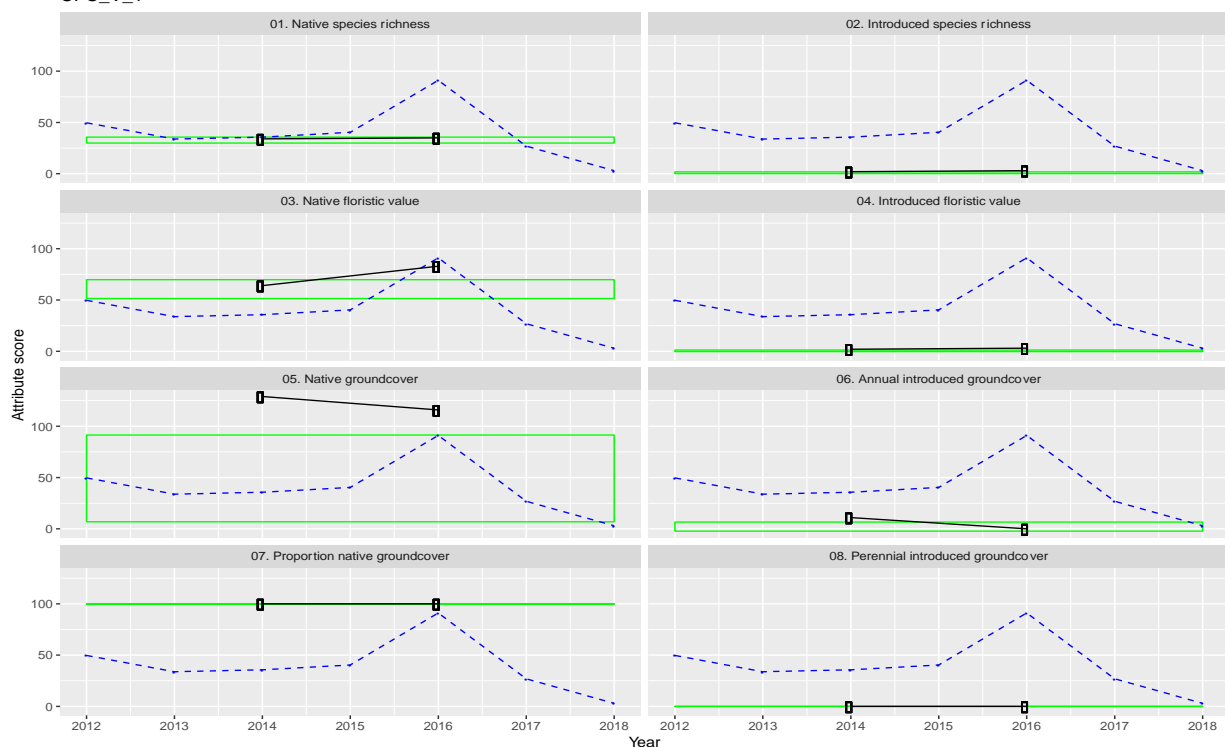 01. Native species richness
02. Introduced species richness
100
50
0
03. Native floristic value
04. Introduced floristic value
100
50
0
Attribute score
05. Native groundcover
06. Annual introduced groundcover
100
50
0
07. Proportion native groundcover
08. Perennial introduced groundcover
100
50
0
2012 2013 2014 2015 2016 2017 2018 2012 2013 2014 2015 2016 2017 2018
Year